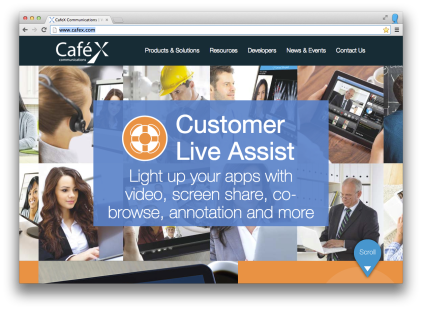 CaféX Communications
www.cafex.com
CaféX
communications
Products & Solutions Resources Developers News & Events Contact Us
Customer
Live Assist
Light up your apps with
video, screen share, co-
browse, annotation and more
Scroll